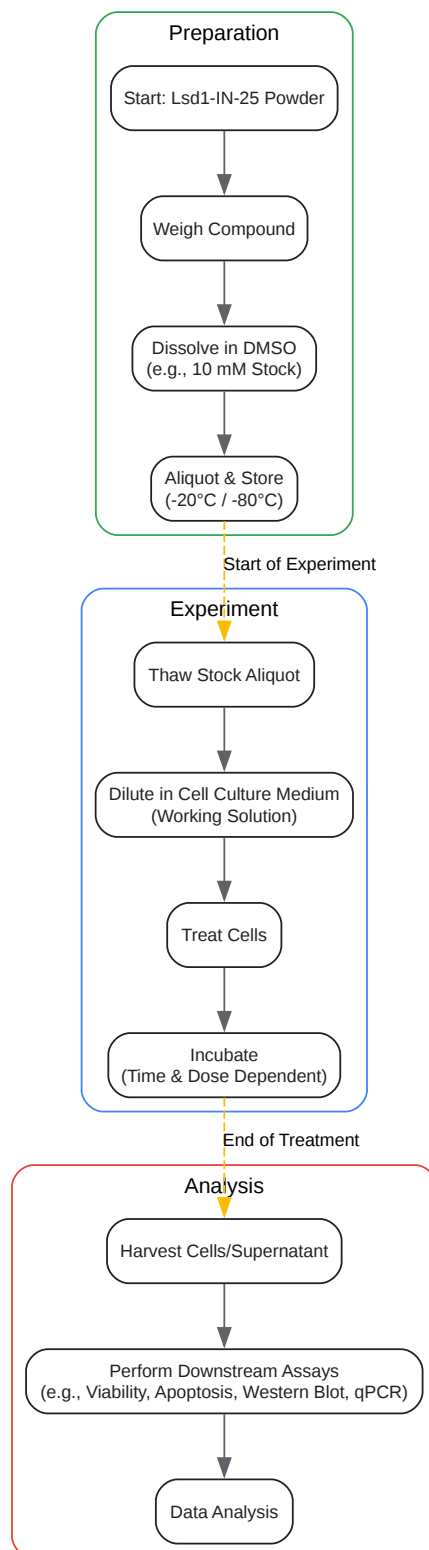 Preparation
Start: Lsd1-IN-25 Powder
Weigh Compound
Dissolve in DMSO
(e.g., 10 mM Stock)
Aliquot & Store
(-20°C / -80°C)
Start of Experiment
Experiment
Thaw Stock Aliquot
Dilute in Cell Culture Medium
(Working Solution)
Treat Cells
Incubate
(Time & Dose Dependent)
End of Treatment
Analysis
Harvest Cells/Supernatant
Perform Downstream Assays
(e.g., Viability, Apoptosis, Western Blot, qPCR)
Data Analysis